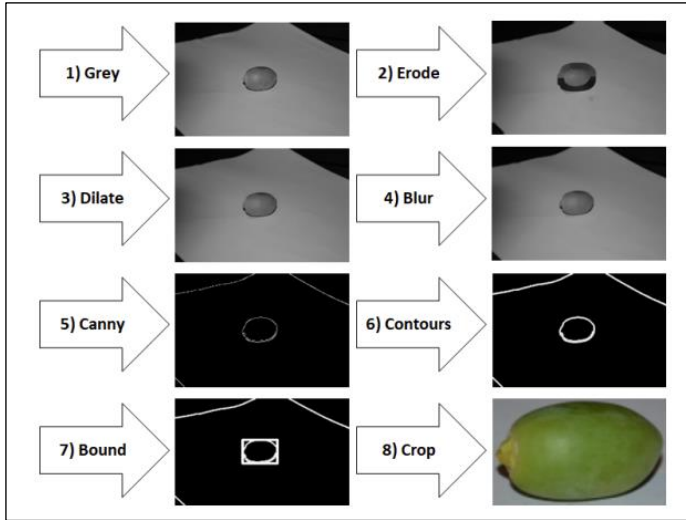 1) Grey
2) Erode
3) Dilate
4) Blur
5) Canny
6) Contours
7) Bound
8) Crop